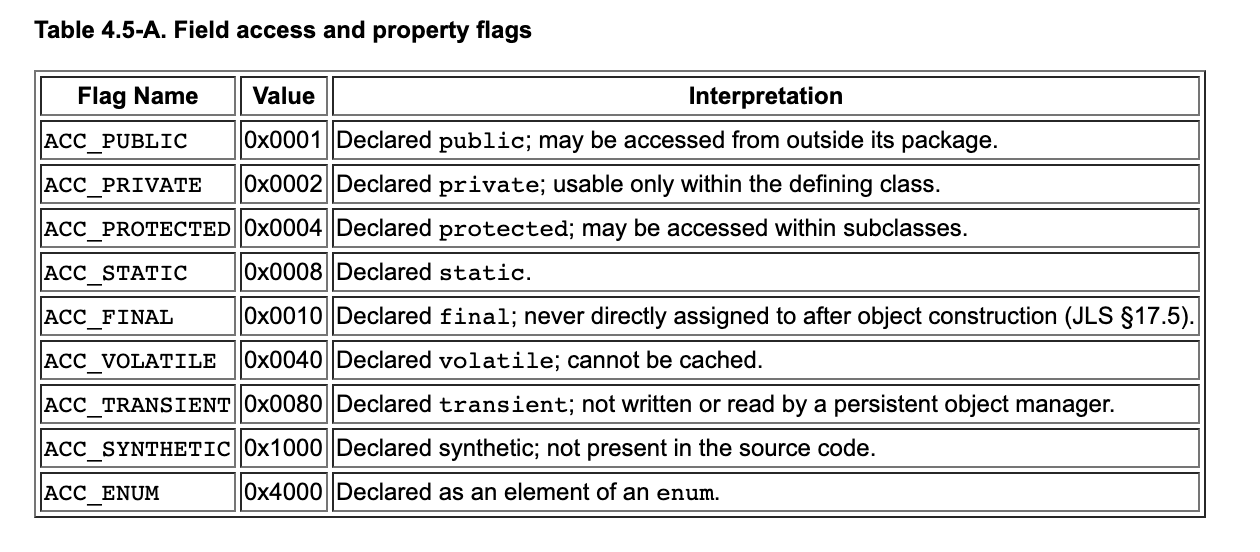 Table 4.5-A. Field access and property flags
Flag Name Value Interpretation
ACC_PUBLIC 0x0001 Declared public; may be accessed from outside its package.
ACC_PRIVATE 0x0002 Declared private; usable only within the defining class.
ACC_PROTECTED 0x0004 Declared protected; may be accessed within subclasses.
ACC_STATIC 0x0008 Declared static.
ACC_FINAL 0x0010 Declared final; never directly assigned to after object construction (JLS §17.5).
ACC_VOLATILE 0x0040 Declared volatile; cannot be cached.
ACC_TRANSIENT 0x0080 Declared transient; not written or read by a persistent object manager.
ACC_SYNTHETIC 0x1000 Declared synthetic; not present in the source code.
ACC_ENUM 0x4000 Declared as an element of an enum.